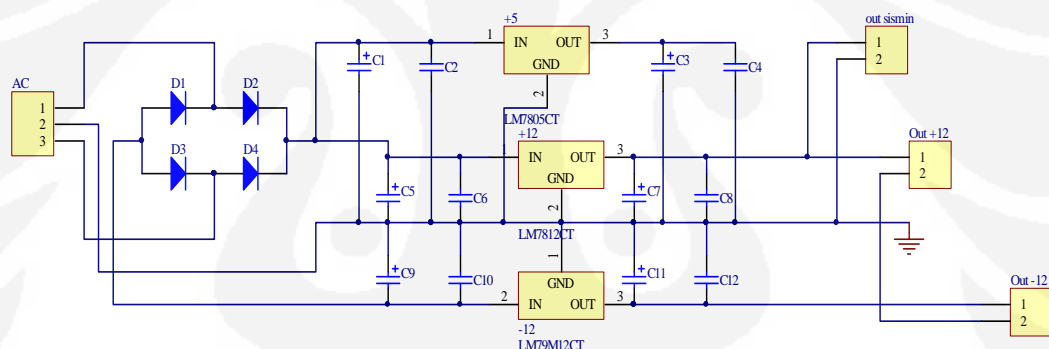 +5
out sismin
1
IN
OUT
3
1
2
C1
C2
GND
C3
C4
2
AC
1
2
3
D1
D2
LM7805CT
+12
Out +12
1
IN
OUT
3
1
2
D3
D4
GND
C5
C6
2
C7
C8
LM7812CT
1
C9
C10
GND
C11
C12
Out -12
2
IN
OUT
3
1
2
-12
LM79M12CT